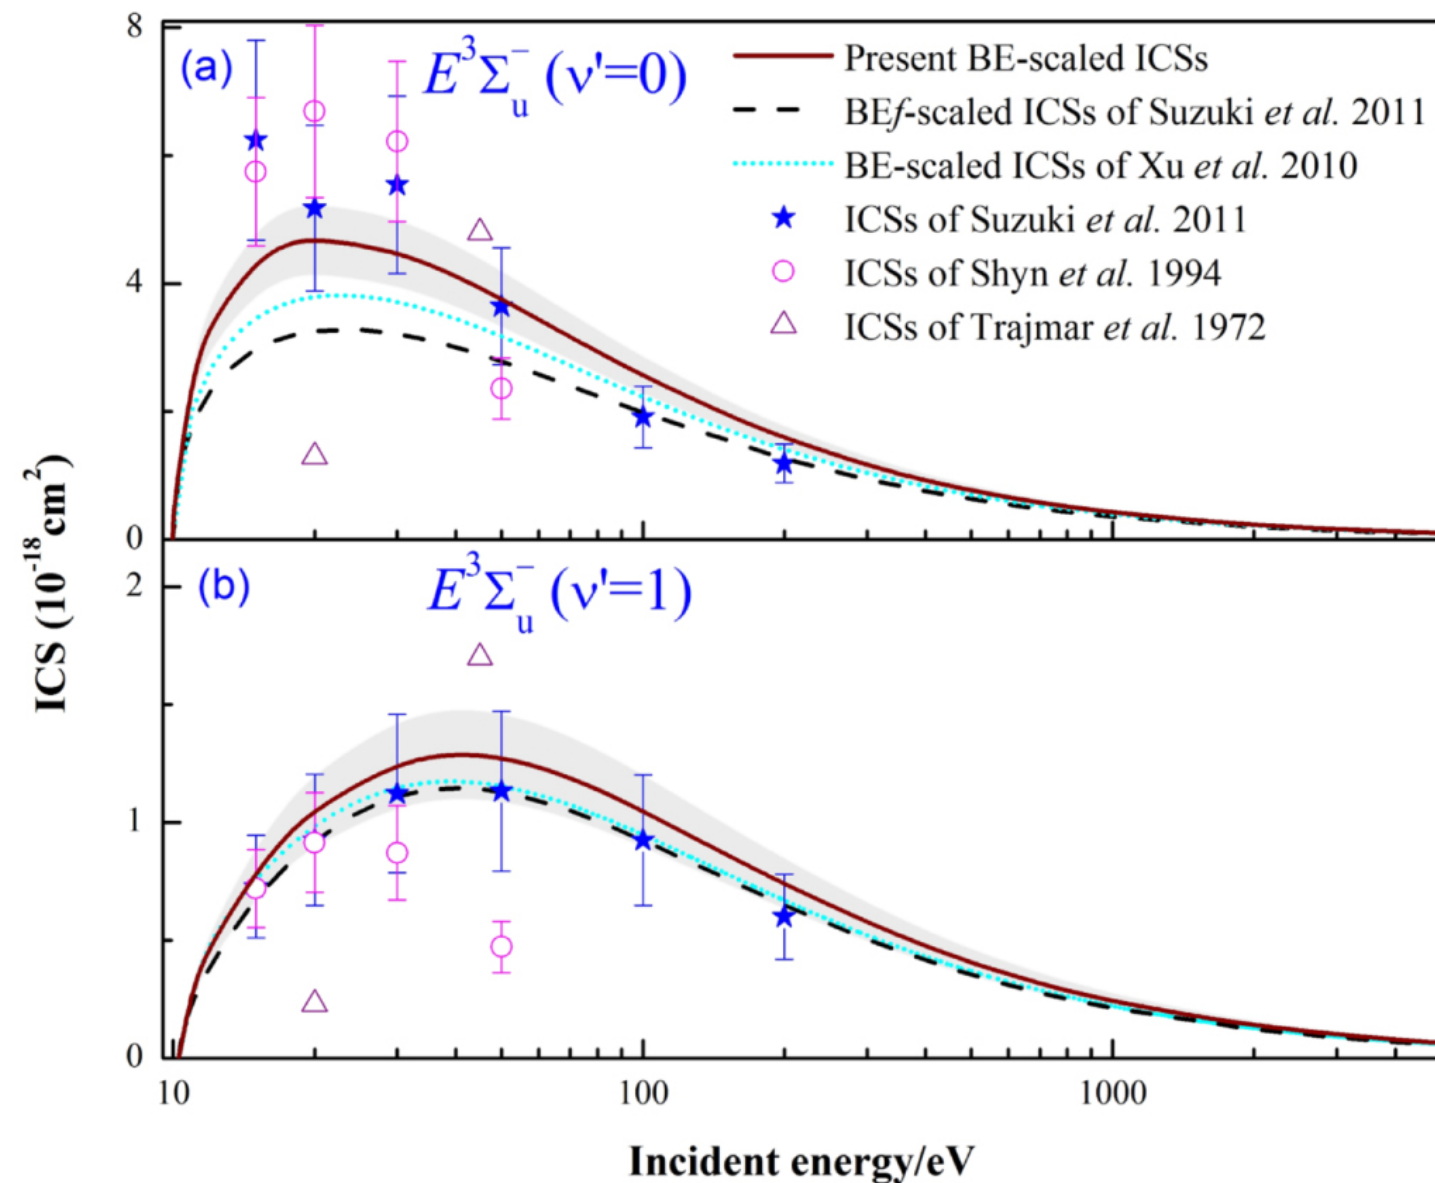 8
(a)
E³Σᵤ⁻ (ν'=0)
Present BE-scaled ICSs
BEf-scaled ICSs of Suzuki et al. 2011
BE-scaled ICSs of Xu et al. 2010
ICSs of Suzuki et al. 2011
ICSs of Shyn et al. 1994
ICSs of Trajmar et al. 1972
4
0
ICS (10⁻¹⁸cm²)
2
(b)
E³Σᵤ⁻ (ν'=1)
1
0
10 100 1000
Incident energy/eV